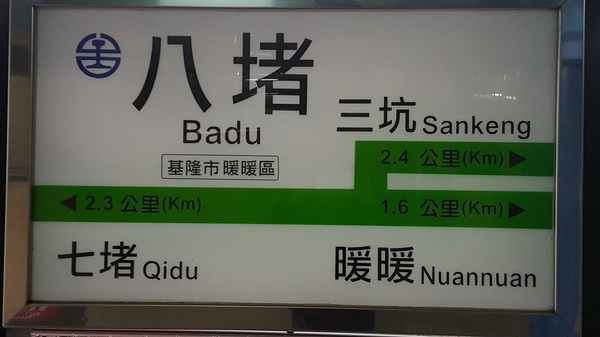 八堵
Badu
基隆市暖暖區
三坑 Sankeng
2.4 公里(Km) ▶
◀ 2.3 公里(Km)
1.6 公里(Km) ▶
七堵 Qidu
暖暖 Nuannuan